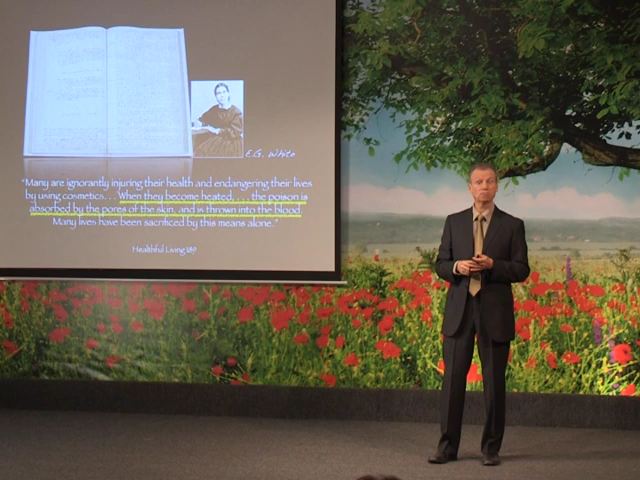 E.G. White
"Many are ignorantly injuring their health and endangering their lives
by using cosmetics. . . When they become heated, . . . the poison is
absorbed by the pores of the skin, and is thrown into the blood.
Many lives have been sacrificed by this means alone."
Healthful Living 189